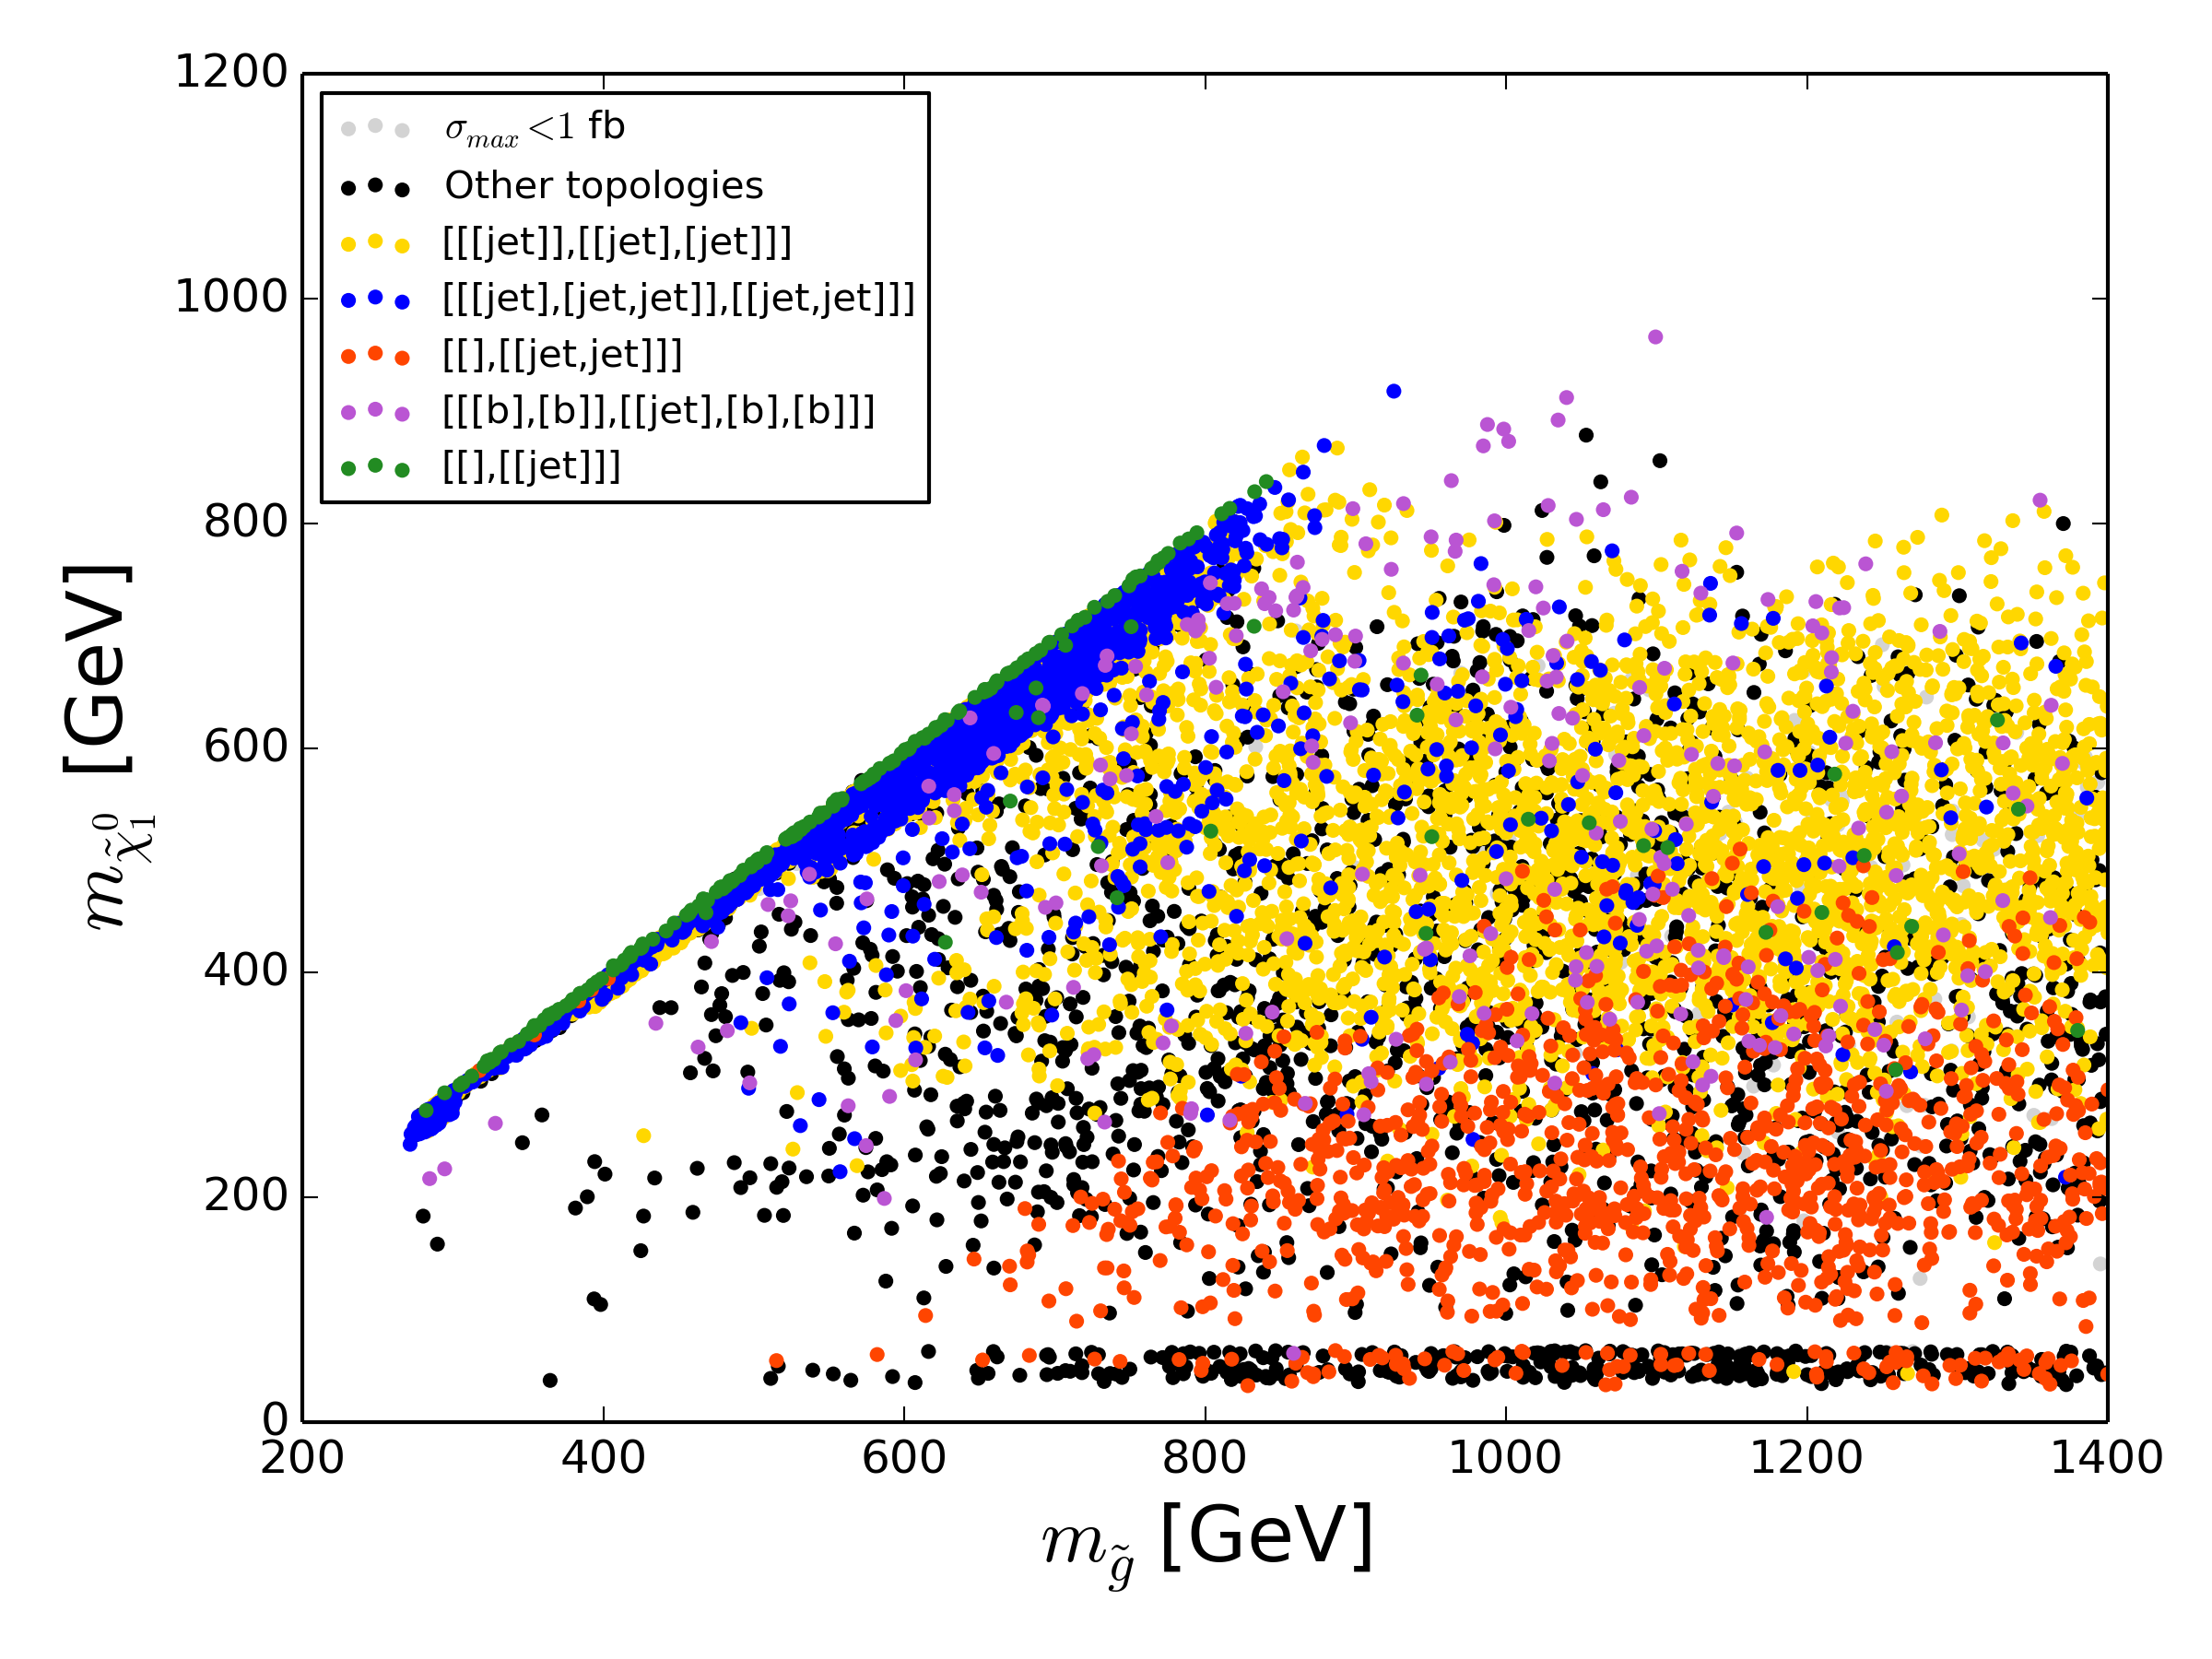 1200
1000
800
600
400
200
0
σmax<1 fb
Other topologies
[[[jet]],[[jet],[jet]]]
[[[jet],[jet,jet]],[[jet,jet]]]
[[],[[jet,jet]]]
[[[b],[b]],[[jet],[b],[b]]]
[[],[[jet]]]
mχ̃₁⁰ [GeV]
200 400 600 800 1000 1200 1400
mg̃ [GeV]